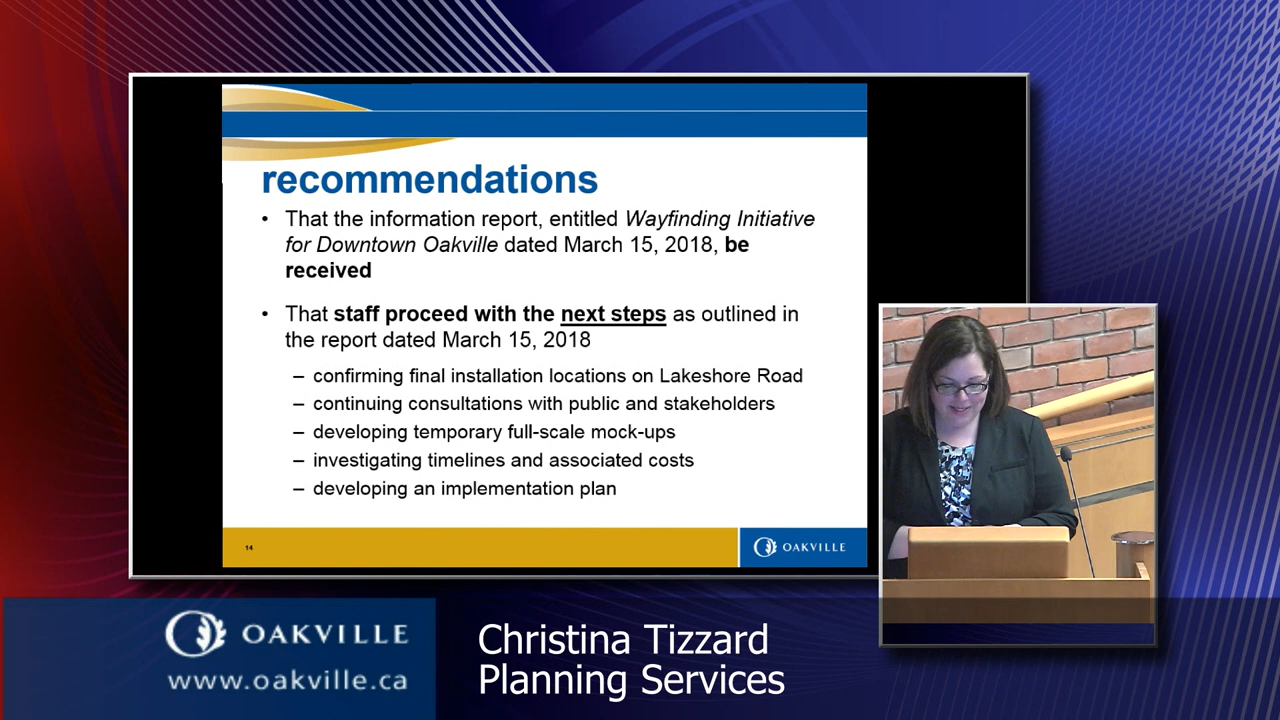 recommendations
• That the information report, entitled Wayfinding Initiative
for Downtown Oakville dated March 15, 2018, be
received
• That staff proceed with the next steps as outlined in
the report dated March 15, 2018
– confirming final installation locations on Lakeshore Road
– continuing consultations with public and stakeholders
– developing temporary full-scale mock-ups
– investigating timelines and associated costs
– developing an implementation plan
14
OAKVILLE
OAKVILLE
www.oakville.ca
Christina Tizzard
Planning Services